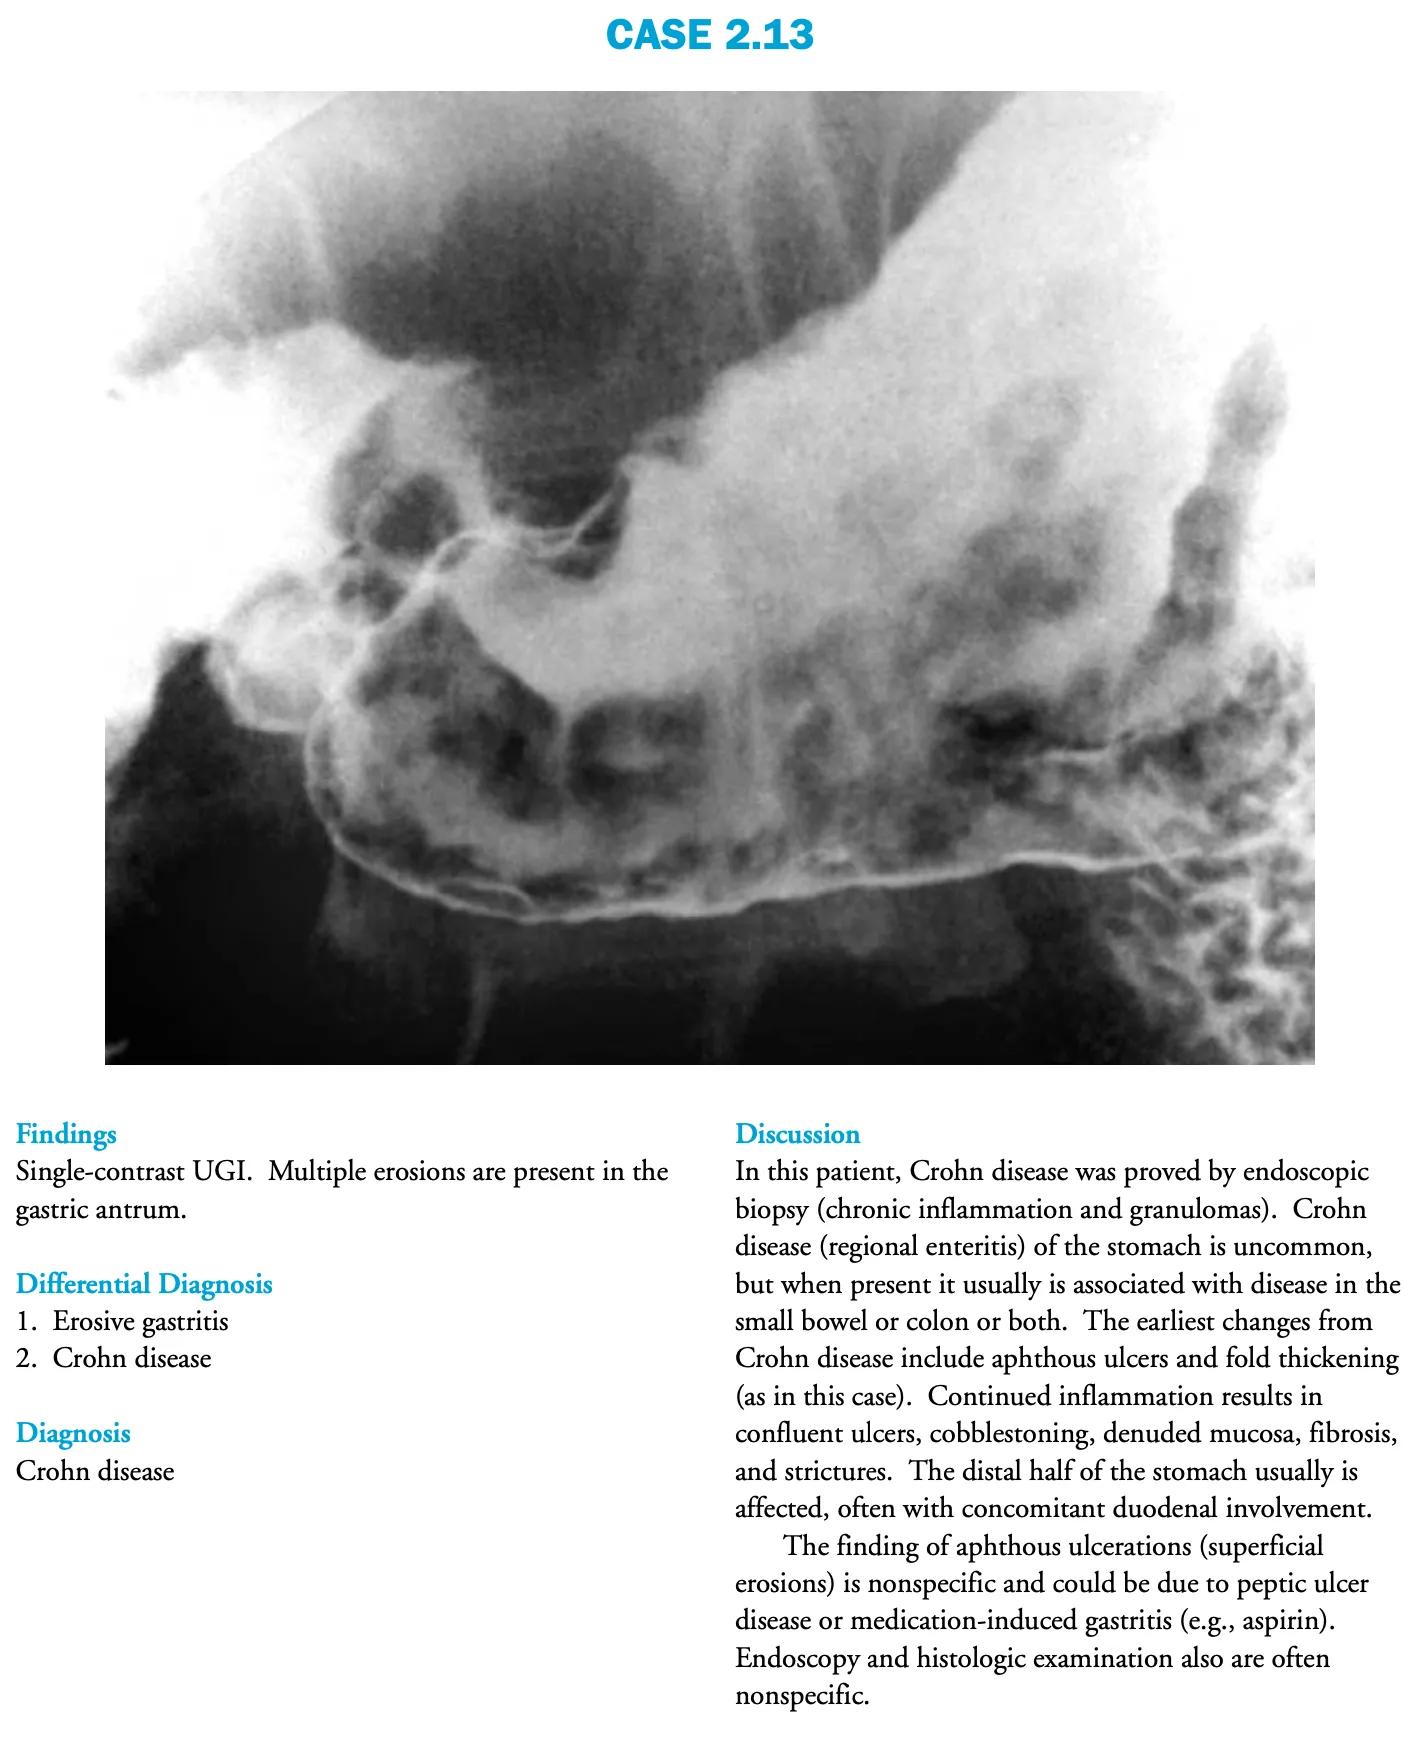 CASE 2.13
Findings
Single-contrast UGI. Multiple erosions are present in the
gastric antrum.
Differential Diagnosis
1. Erosive gastritis
2. Crohn disease
Diagnosis
Crohn disease
Discussion
In this patient, Crohn disease was proved by endoscopic
biopsy (chronic inflammation and granulomas). Crohn
disease (regional enteritis) of the stomach is uncommon,
but when present it usually is associated with disease in the
small bowel or colon or both. The earliest changes from
Crohn disease include aphthous ulcers and fold thickening
(as in this case). Continued inflammation results in
confluent ulcers, cobblestoning, denuded mucosa, fibrosis,
and strictures. The distal half of the stomach usually is
affected, often with concomitant duodenal involvement.
The finding of aphthous ulcerations (superficial
erosions) is nonspecific and could be due to peptic ulcer
disease or medication-induced gastritis (e.g., aspirin).
Endoscopy and histologic examination also are often
nonspecific.